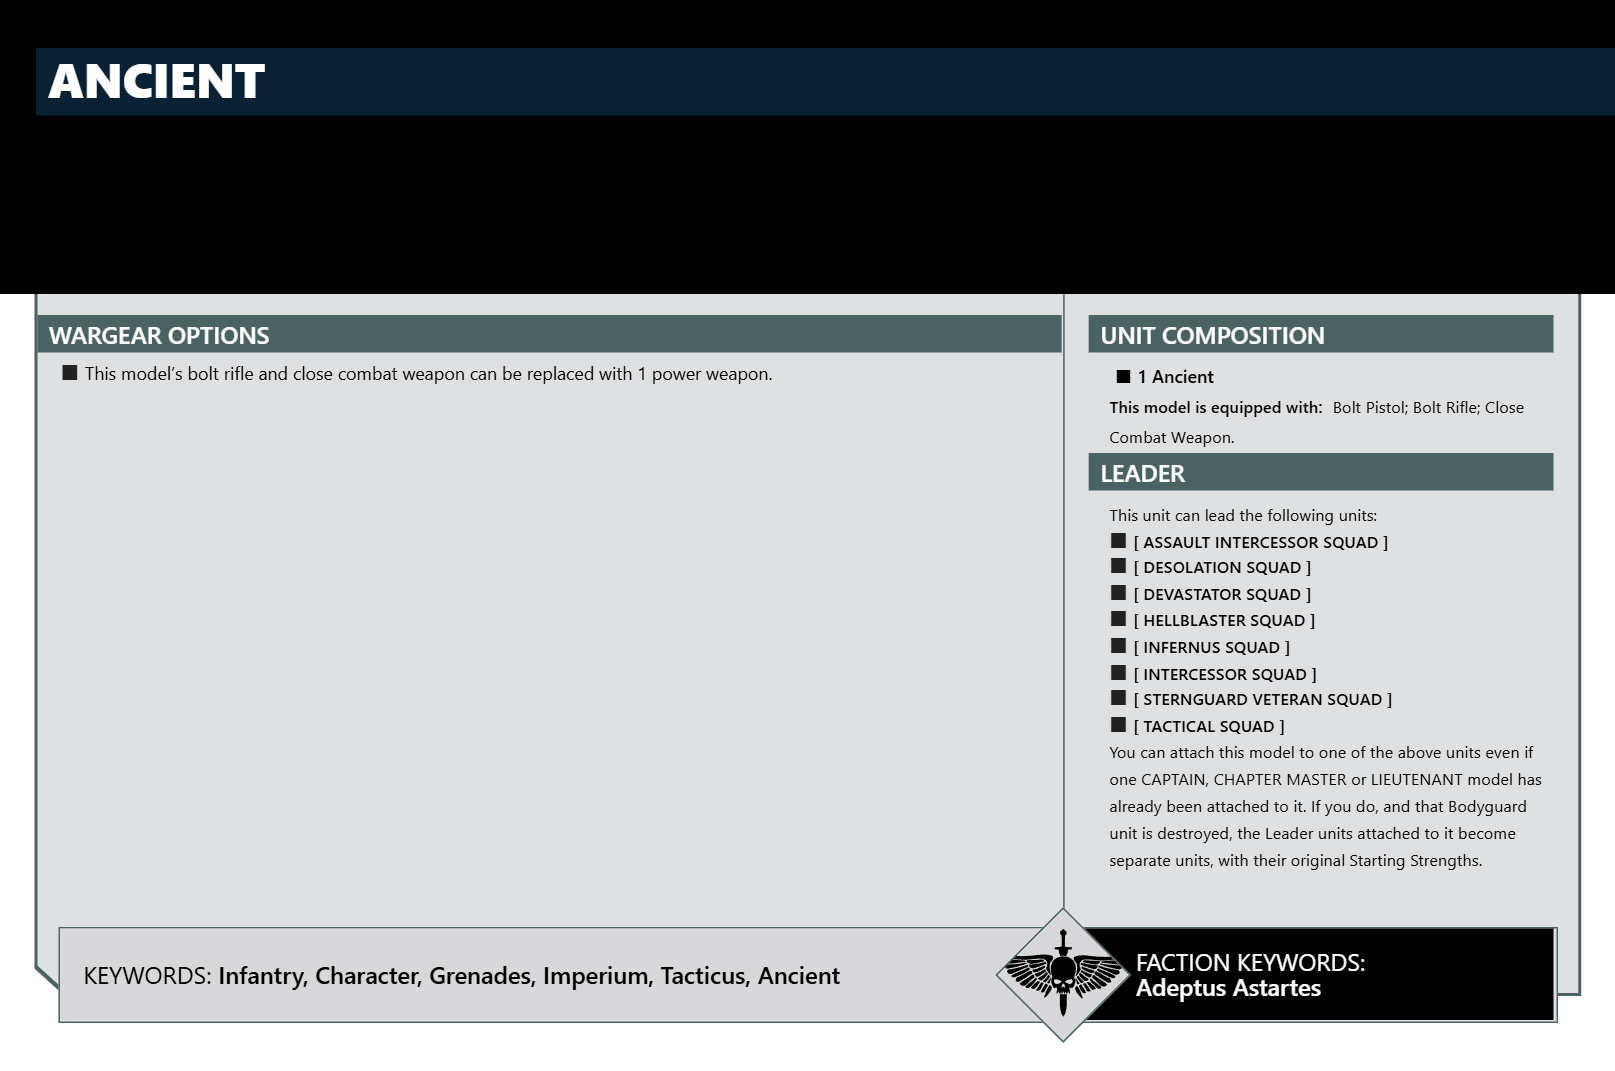 ANCIENT
WARGEAR OPTIONS
■ This model’s bolt rifle and close combat weapon can be replaced with 1 power weapon.
UNIT COMPOSITION
■ 1 Ancient
This model is equipped with: Bolt Pistol; Bolt Rifle; Close
Combat Weapon.
LEADER
This unit can lead the following units:
■ [ ASSAULT INTERCESSOR SQUAD ]
■ [ DESOLATION SQUAD ]
■ [ DEVASTATOR SQUAD ]
■ [ HELLBLASTER SQUAD ]
■ [ INFERNUS SQUAD ]
■ [ INTERCESSOR SQUAD ]
■ [ STERNGUARD VETERAN SQUAD ]
■ [ TACTICAL SQUAD ]
You can attach this model to one of the above units even if
one CAPTAIN, CHAPTER MASTER or LIEUTENANT model has
already been attached to it. If you do, and that Bodyguard
unit is destroyed, the Leader units attached to it become
separate units, with their original Starting Strengths.
KEYWORDS: Infantry, Character, Grenades, Imperium, Tacticus, Ancient
FACTION KEYWORDS:
Adeptus Astartes